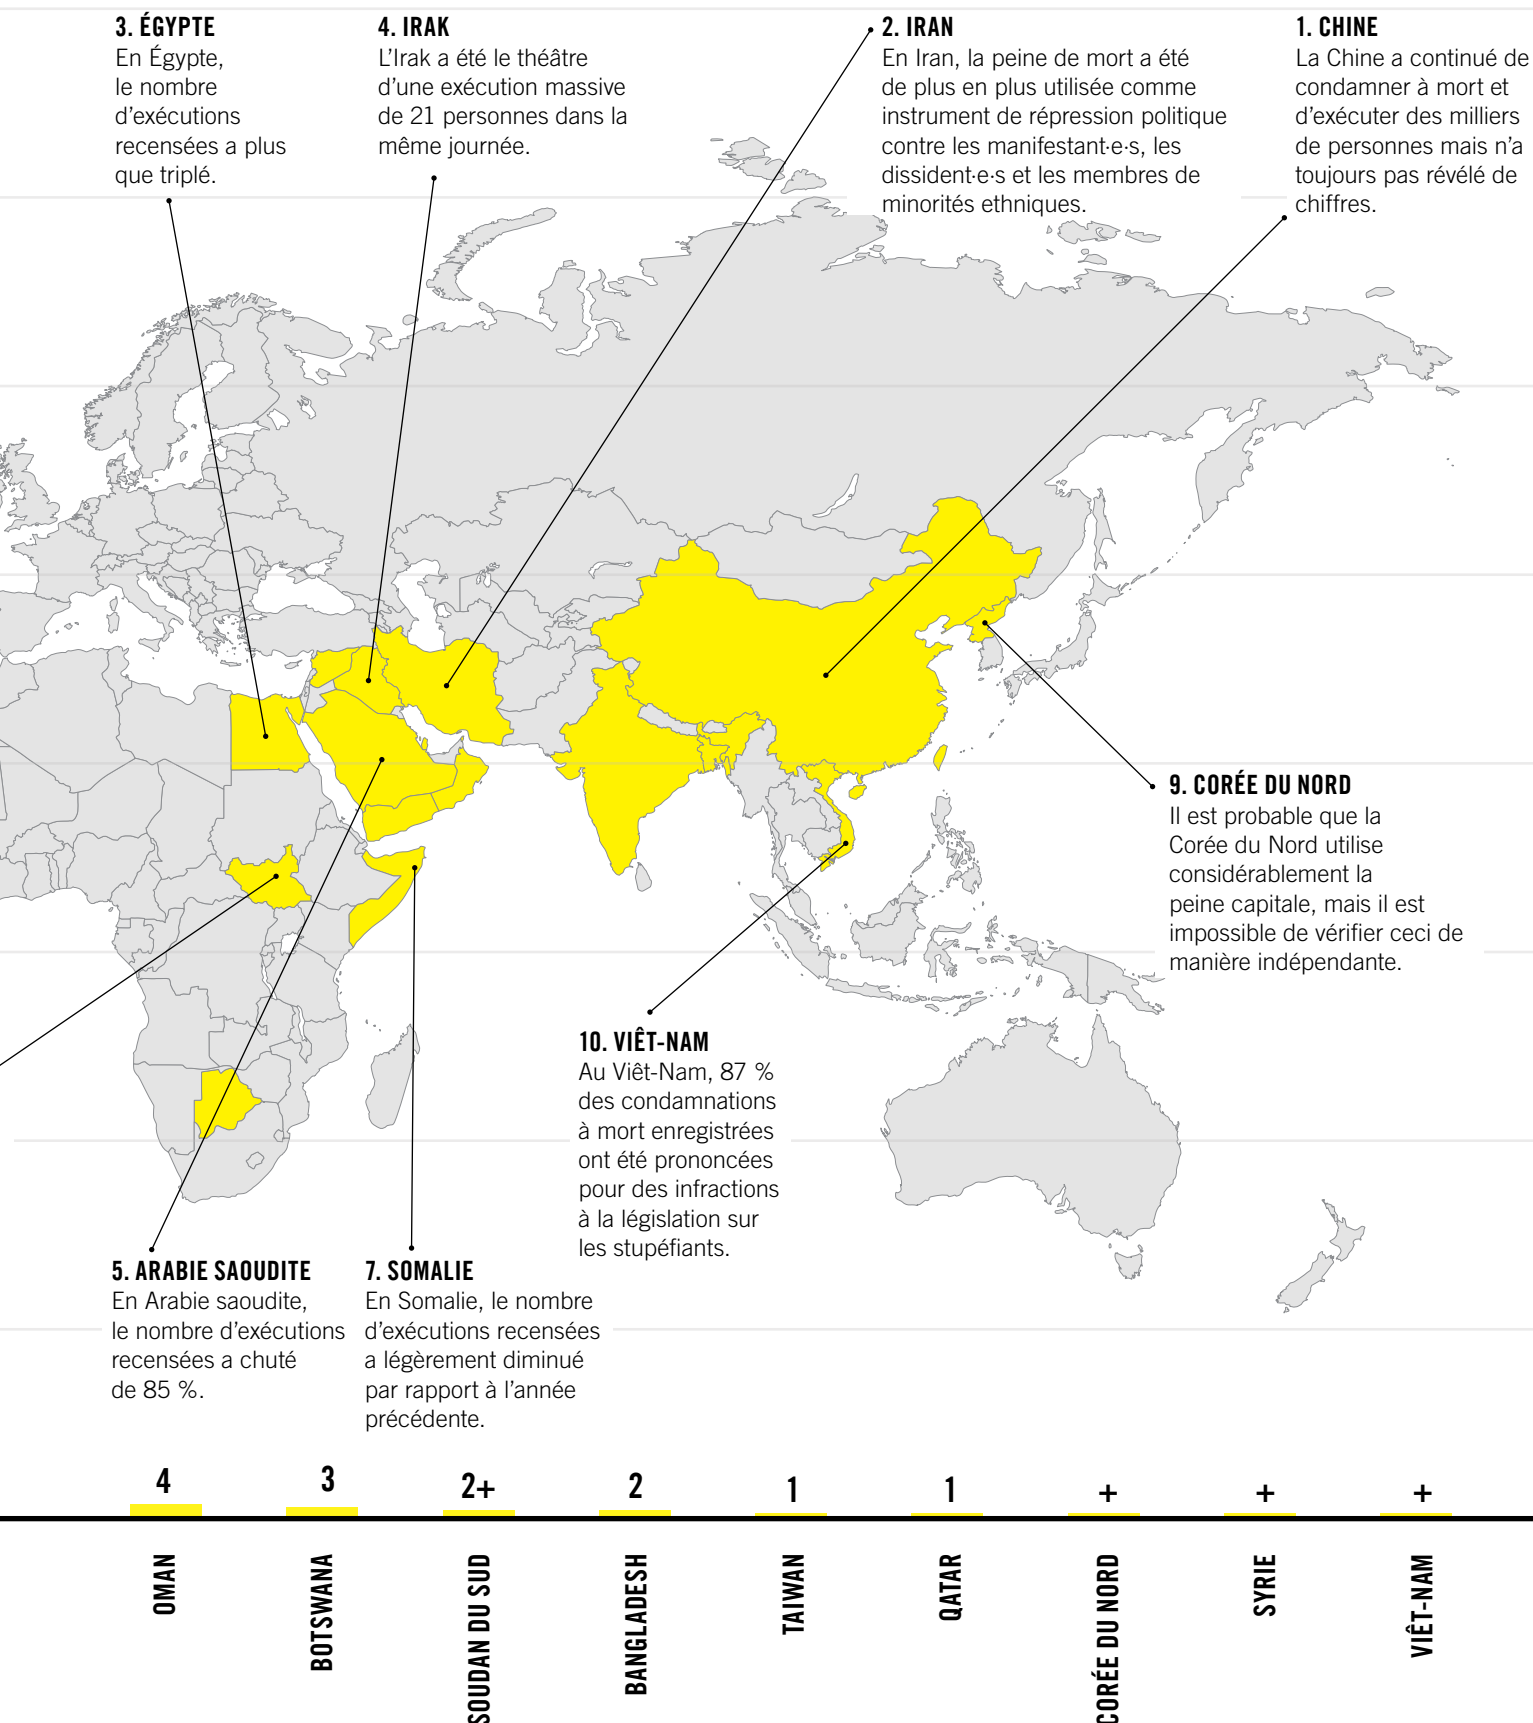 3. ÉGYPTE
En Égypte,
le nombre
d'exécutions
recensées a plus
que triplé.
4. IRAK
L'Irak a été le théâtre
d'une exécution massive
de 21 personnes dans la
même journée.
2. IRAN
En Iran, la peine de mort a été
de plus en plus utilisée comme
instrument de répression politique
contre les manifestant·e·s, les
dissident·e·s et les membres de
minorités ethniques.
1. CHINE
La Chine a continué de
condamner à mort et
d'exécuter des milliers
de personnes mais n'a
toujours pas révélé de
chiffres.
9. CORÉE DU NORD
Il est probable que la
Corée du Nord utilise
considérablement la
peine capitale, mais il est
impossible de vérifier ceci de
manière indépendante.
10. VIÊT-NAM
Au Viêt-Nam, 87 %
des condamnations
à mort enregistrées
ont été prononcées
pour des infractions
à la législation sur
les stupéfiants.
5. ARABIE SAOUDITE
En Arabie saoudite,
le nombre d'exécutions
recensées a chuté
de 85 %.
7. SOMALIE
En Somalie, le nombre
d'exécutions recensées
a légèrement diminué
par rapport à l'année
précédente.
4
3
2+
2
1
1
+
+
+
OMAN
BOTSWANA
SOUDAN DU SUD
BANGLADESH
TAIWAN
QATAR
CORÉE DU NORD
SYRIE
VIÊT-NAM